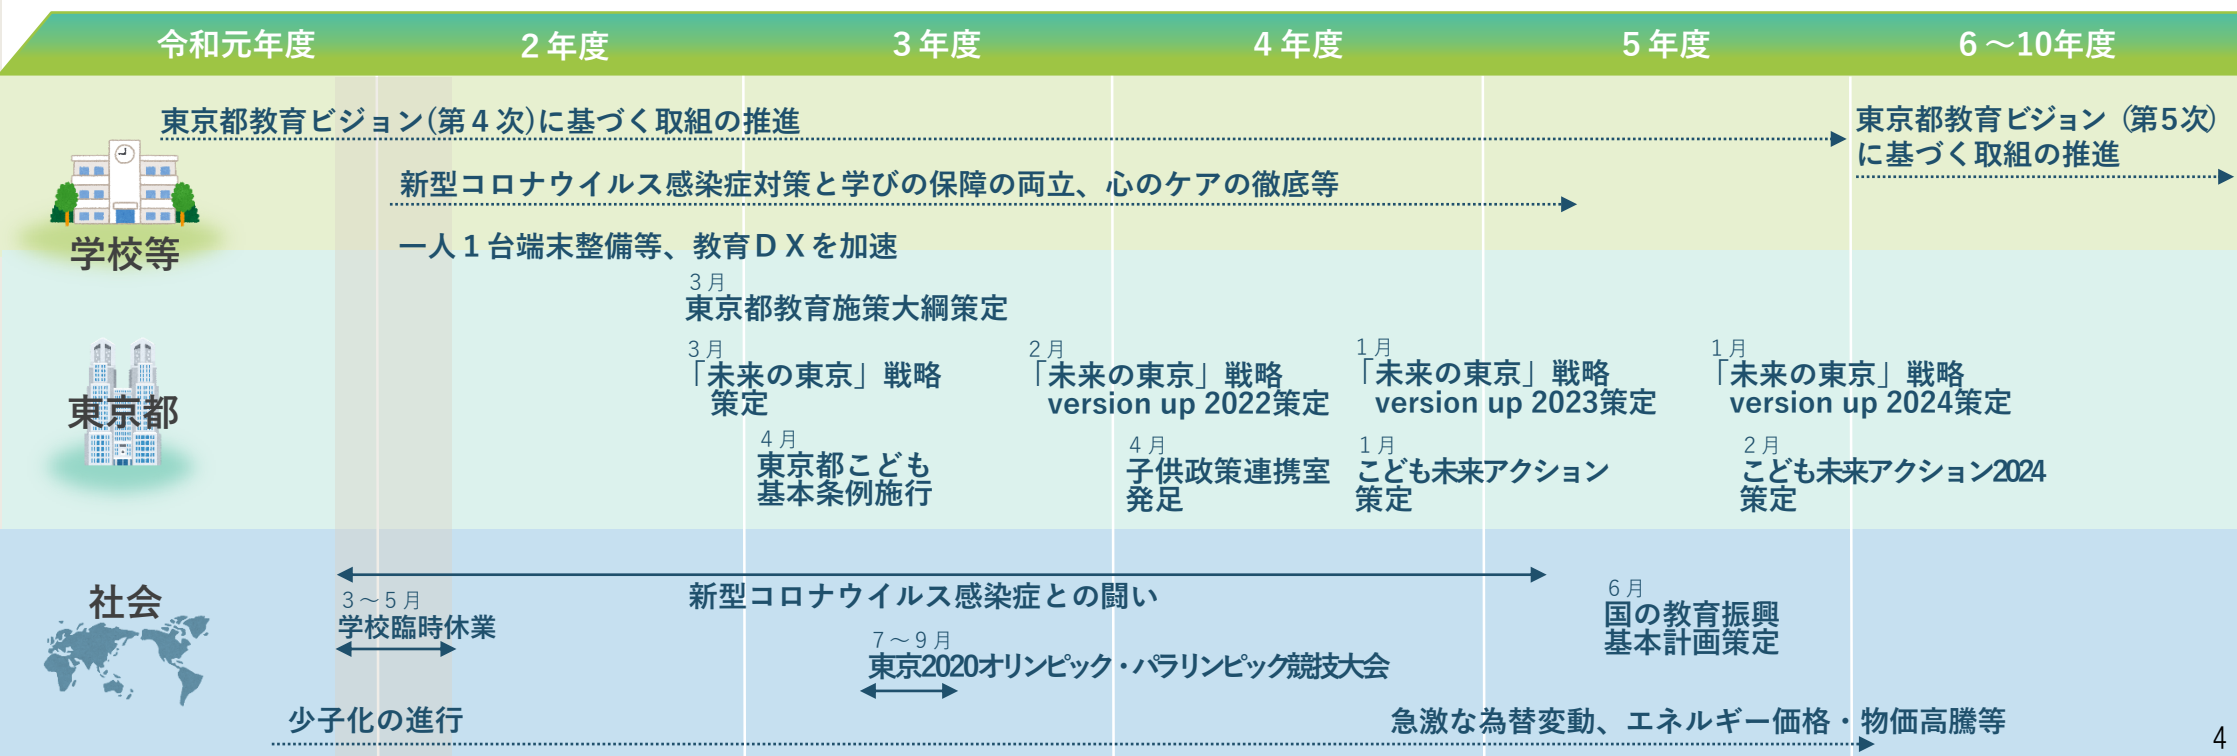 令和元年度
2年度
3年度
4年度
5年度
6～10年度
学校等
東京都教育ビジョン(第４次)に基づく取組の推進
東京都教育ビジョン（第5次）
に基づく取組の推進
新型コロナウイルス感染症対策と学びの保障の両立、心のケアの徹底等
一人１台端末整備等、教育ＤＸを加速
東京都
３月
東京都教育施策大綱策定
３月
「未来の東京」戦略
策定
２月
「未来の東京」戦略
version up 2022策定
１月
「未来の東京」戦略
version up 2023策定
１月
「未来の東京」戦略
version up 2024策定
４月
東京都こども
基本条例施行
４月
子供政策連携室
発足
１月
こども未来アクション
策定
２月
こども未来アクション2024
策定
社会
新型コロナウイルス感染症との闘い
３～５月
学校臨時休業
７～９月
東京2020オリンピック・パラリンピック競技大会
６月
国の教育振興
基本計画策定
少子化の進行
急激な為替変動、エネルギー価格・物価高騰等
4